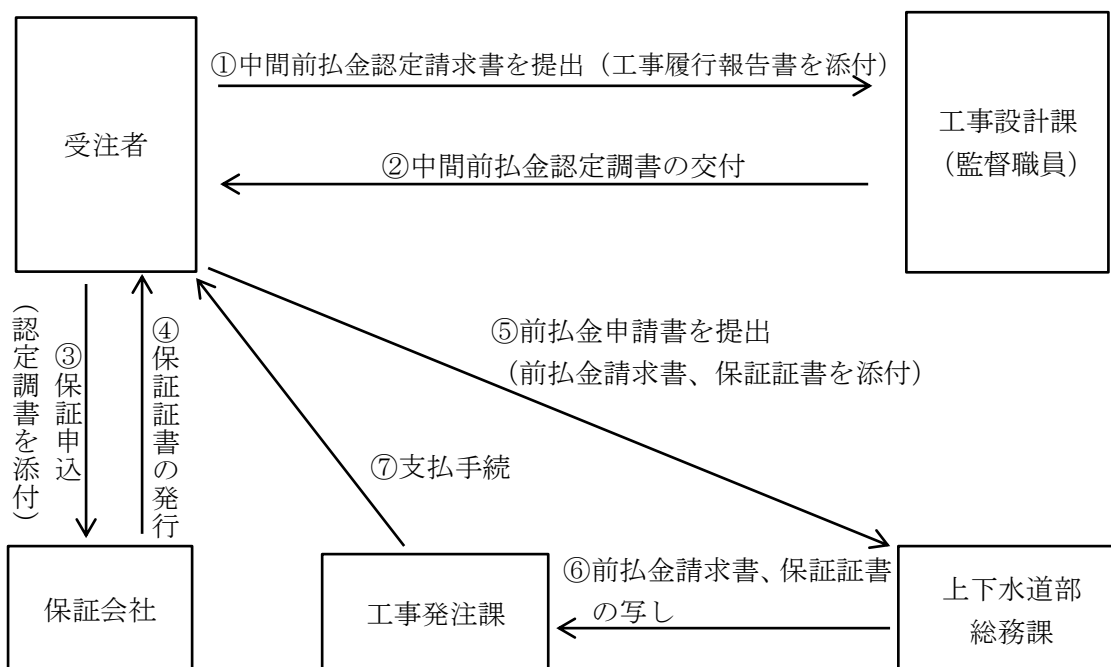 ①中間前払金認定請求書を提出（工事履行報告書を添付）
受注者
工事設計課
（監督職員）
②中間前払金認定調書の交付
③保証申込
（認定調書を添付）
④保証証書の発行
⑤前払金申請書を提出
（前払金請求書、保証証書を添付）
⑦支払手続
⑥前払金請求書、保証証書
の写し
保証会社
工事発注課
上下水道部
総務課